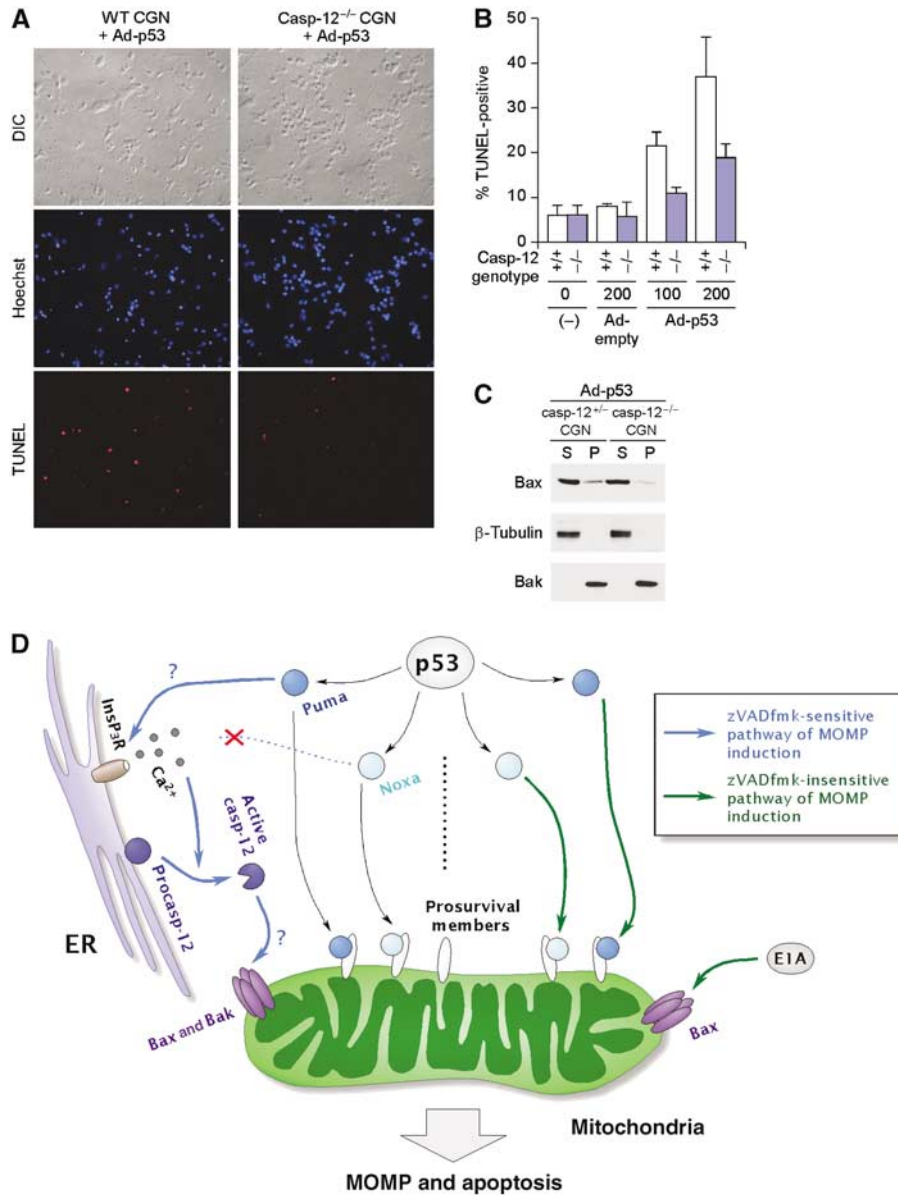 A
WT CGN
+ Ad-p53
Casp-12−/− CGN
+ Ad-p53
DIC
Hoechst
TUNEL
B
% TUNEL-positive
50
40
30
20
10
0
Casp-12
genotype
+/+ −/− +/+ −/− +/+ −/− +/+ −/−
0 200 100 200
(−) Ad-
empty
Ad-p53
C
Ad-p53
casp-12+/−
CGN
casp-12−/−
CGN
S P S P
Bax
β-Tubulin
Bak
D
p53
?
Puma
InsP3R
Ca2+
Noxa
Active
casp-12
Procasp-12
ER
?
Prosurvival
members
Bax and Bak
E1A
Bax
zVADfmk-sensitive
pathway of MOMP
induction
zVADfmk-insensitive
pathway of MOMP
induction
Mitochondria
MOMP and apoptosis